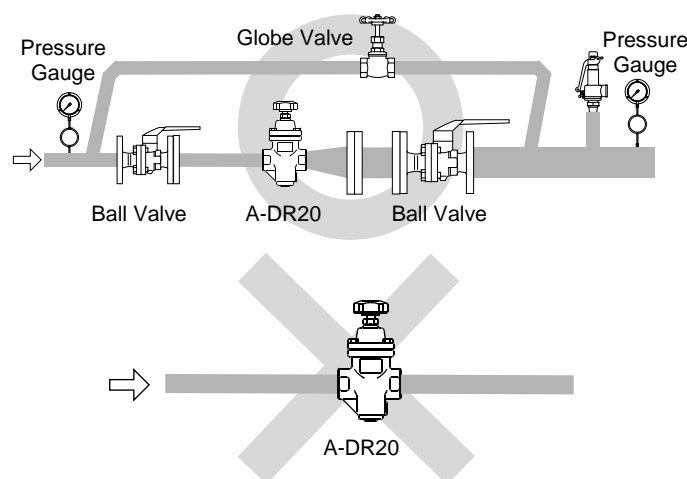 Globe Valve
Pressure
Gauge
Pressure
Gauge
Ball Valve
A-DR20
Ball Valve
A-DR20